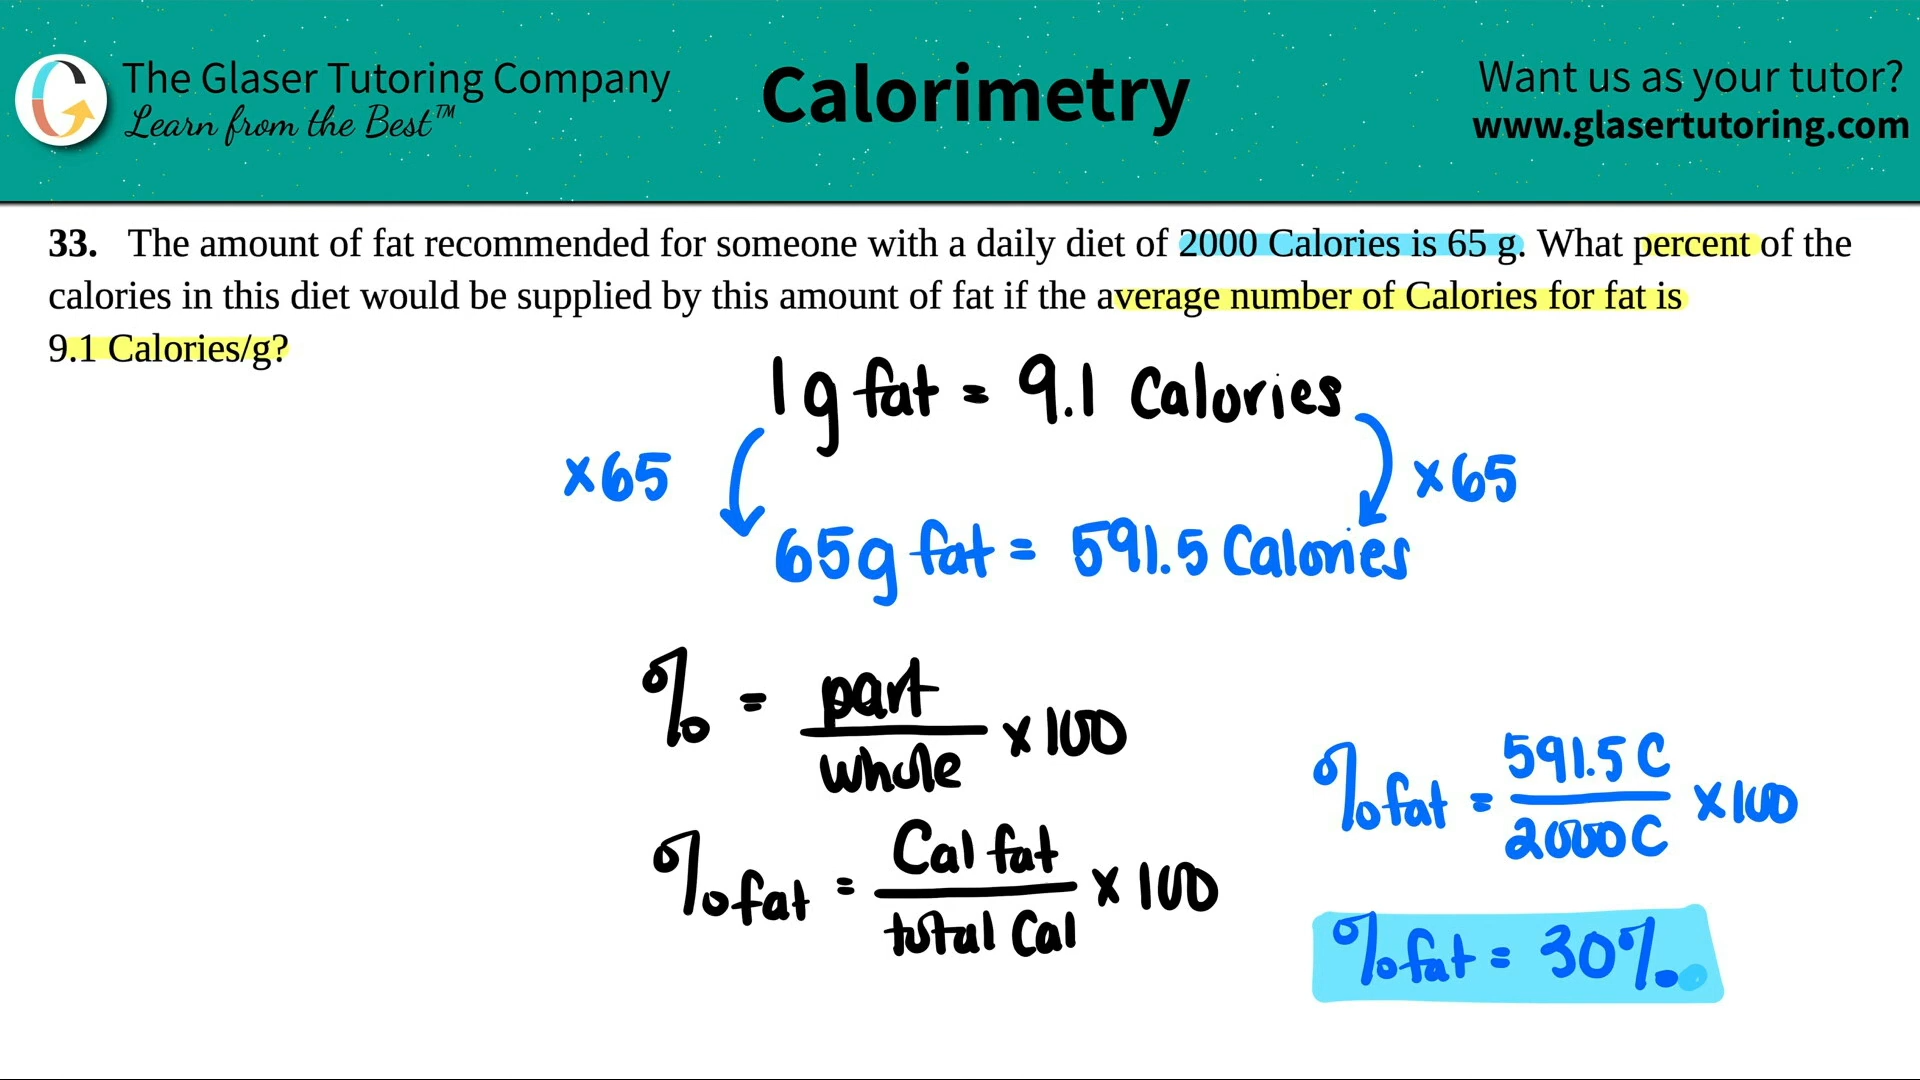 The Glaser Tutoring Company
Learn from the Best™
Calorimetry
Want us as your tutor?
www.glasertutoring.com
33. The amount of fat recommended for someone with a daily diet of 2000 Calories is 65 g. What percent of the
calories in this diet would be supplied by this amount of fat if the average number of Calories for fat is
9.1 Calories/g?
1g fat = 9.1 Calories
x65
x65
65g fat = 591.5 Calories
% = part/whole x 100
% fat = Cal fat/total Cal x 100
% fat = 591.5 C/2000 C x 100
% fat = 30%